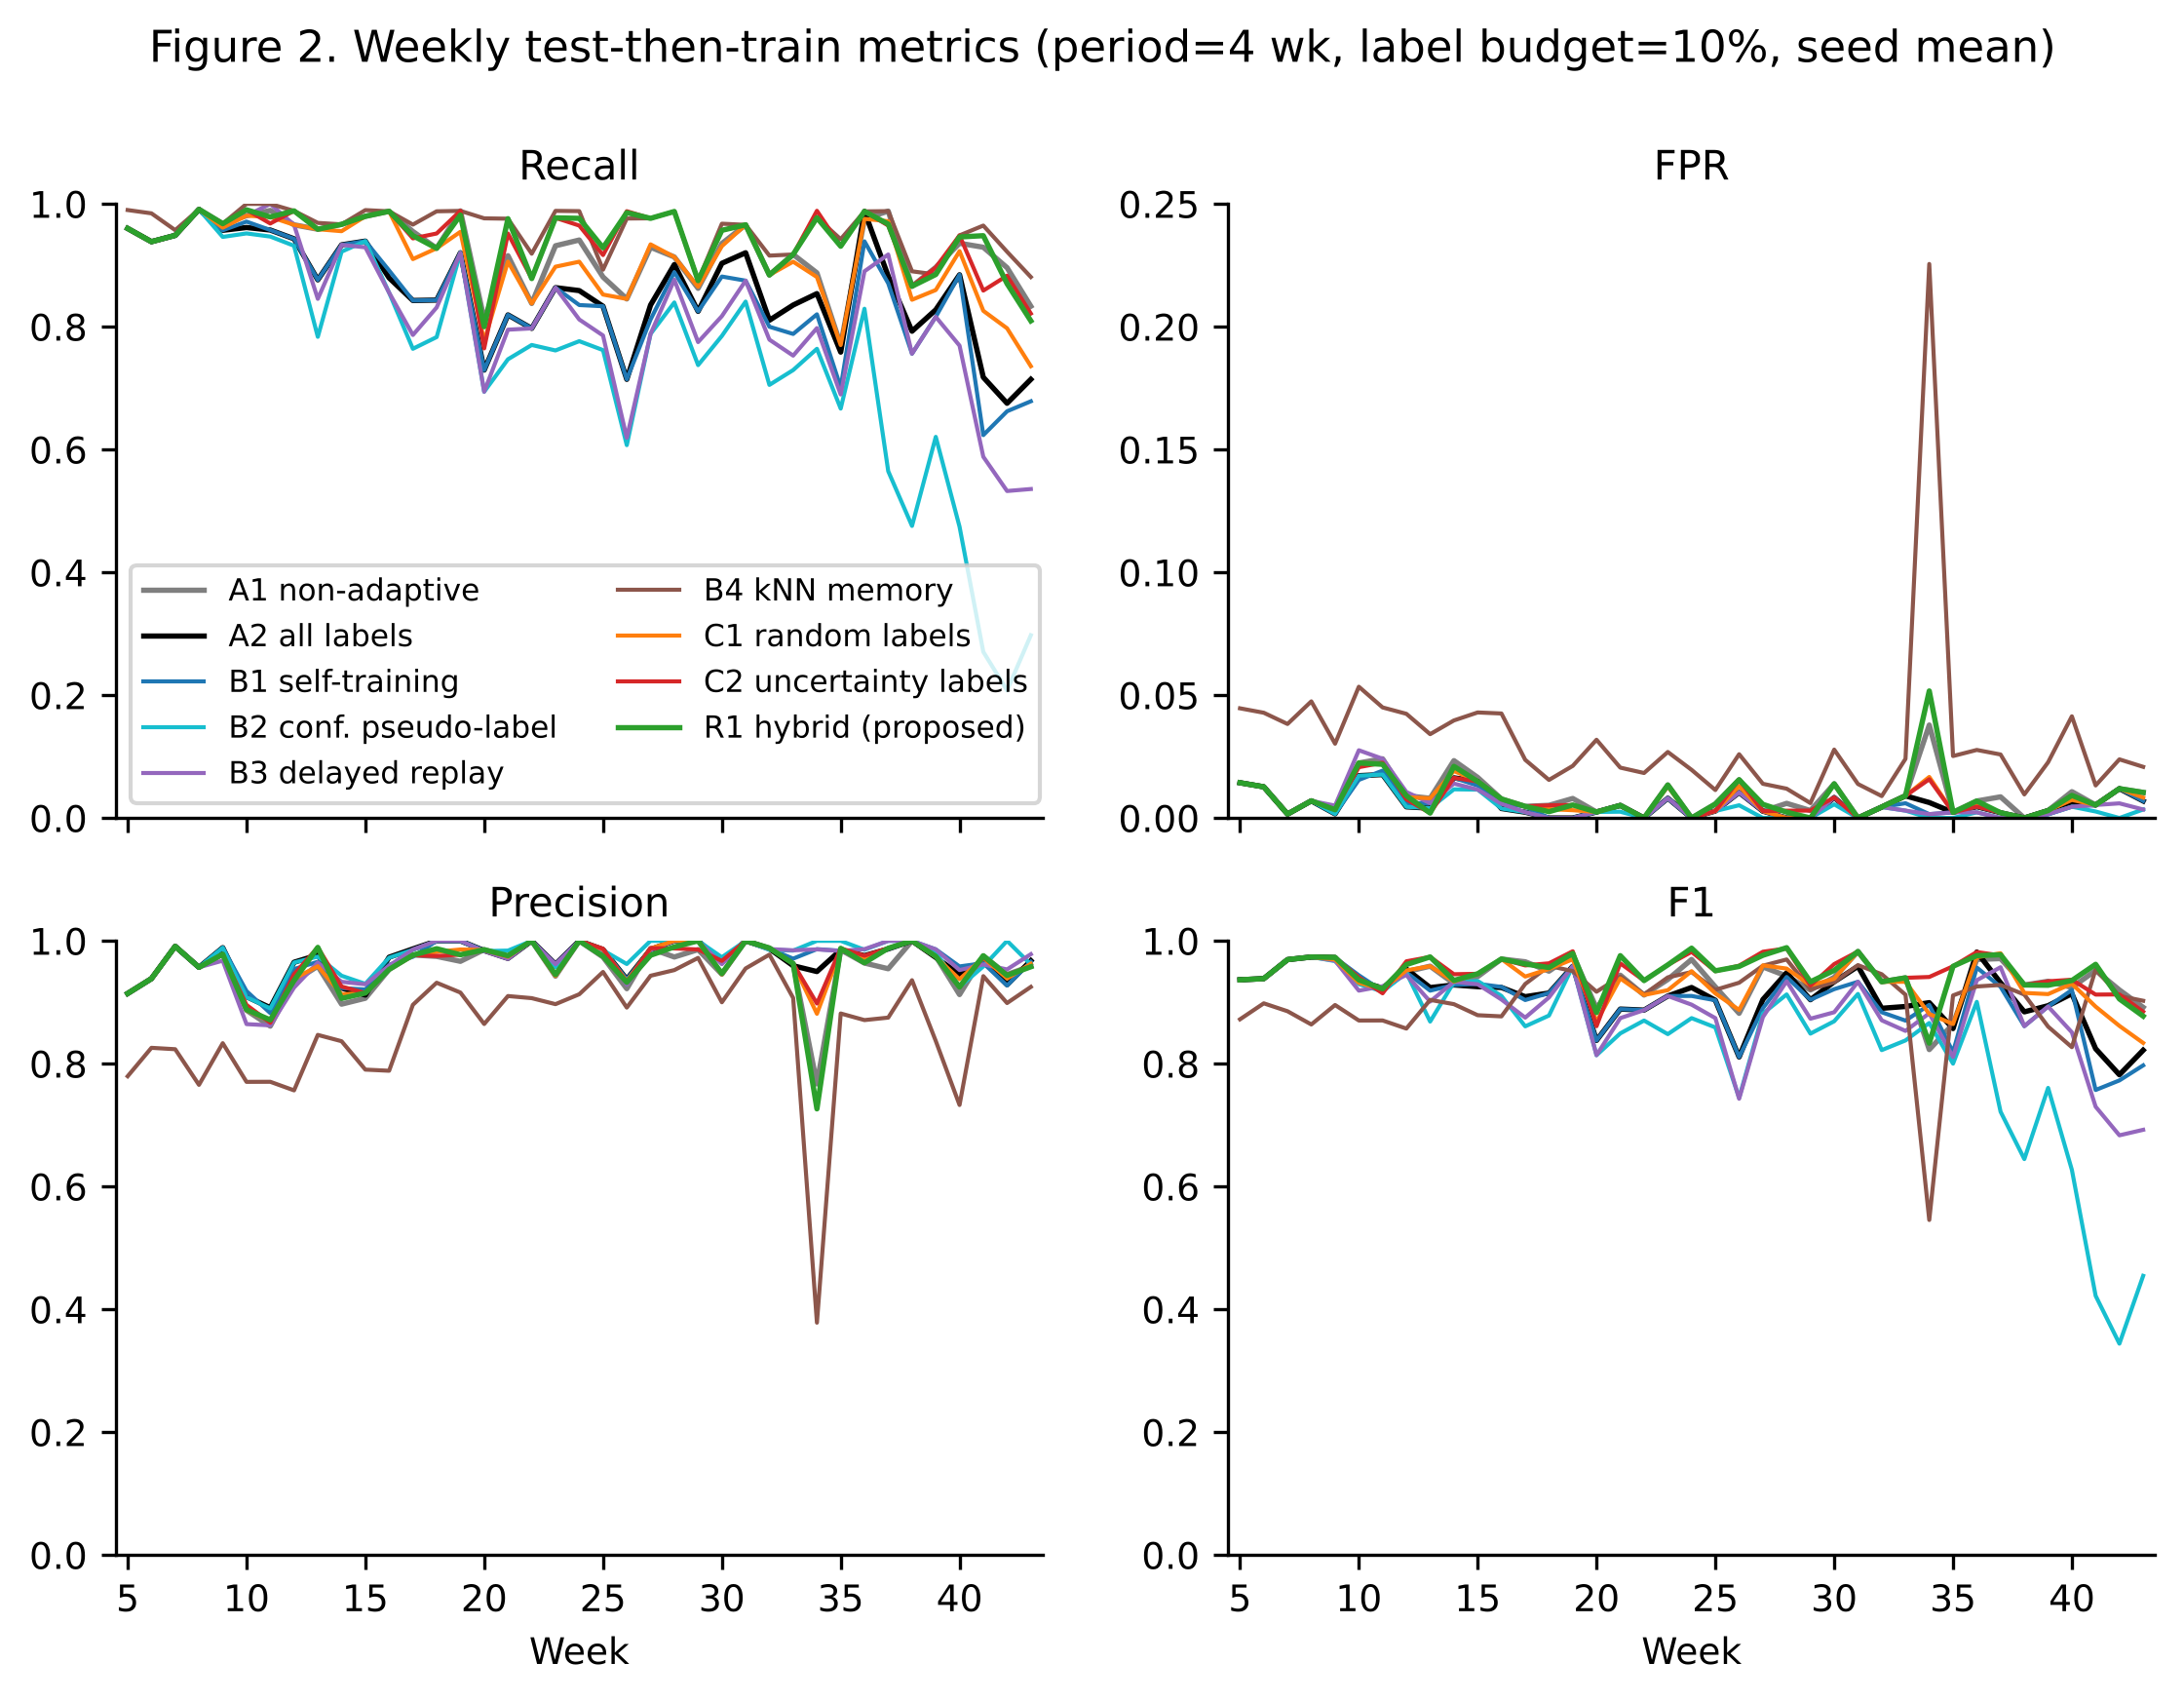 Figure 2. Weekly test-then-train metrics (period=4 wk, label budget=10%, seed mean)
Recall
1.0
0.8
0.6
0.4
0.2
0.0
A1 non-adaptive
A2 all labels
B1 self-training
B2 conf. pseudo-label
B3 delayed replay
B4 kNN memory
C1 random labels
C2 uncertainty labels
R1 hybrid (proposed)
FPR
0.25
0.20
0.15
0.10
0.05
0.00
Precision
1.0
0.8
0.6
0.4
0.2
0.0
5 10 15 20 25 30 35 40
Week
F1
1.0
0.8
0.6
0.4
0.2
0.0
5 10 15 20 25 30 35 40
Week